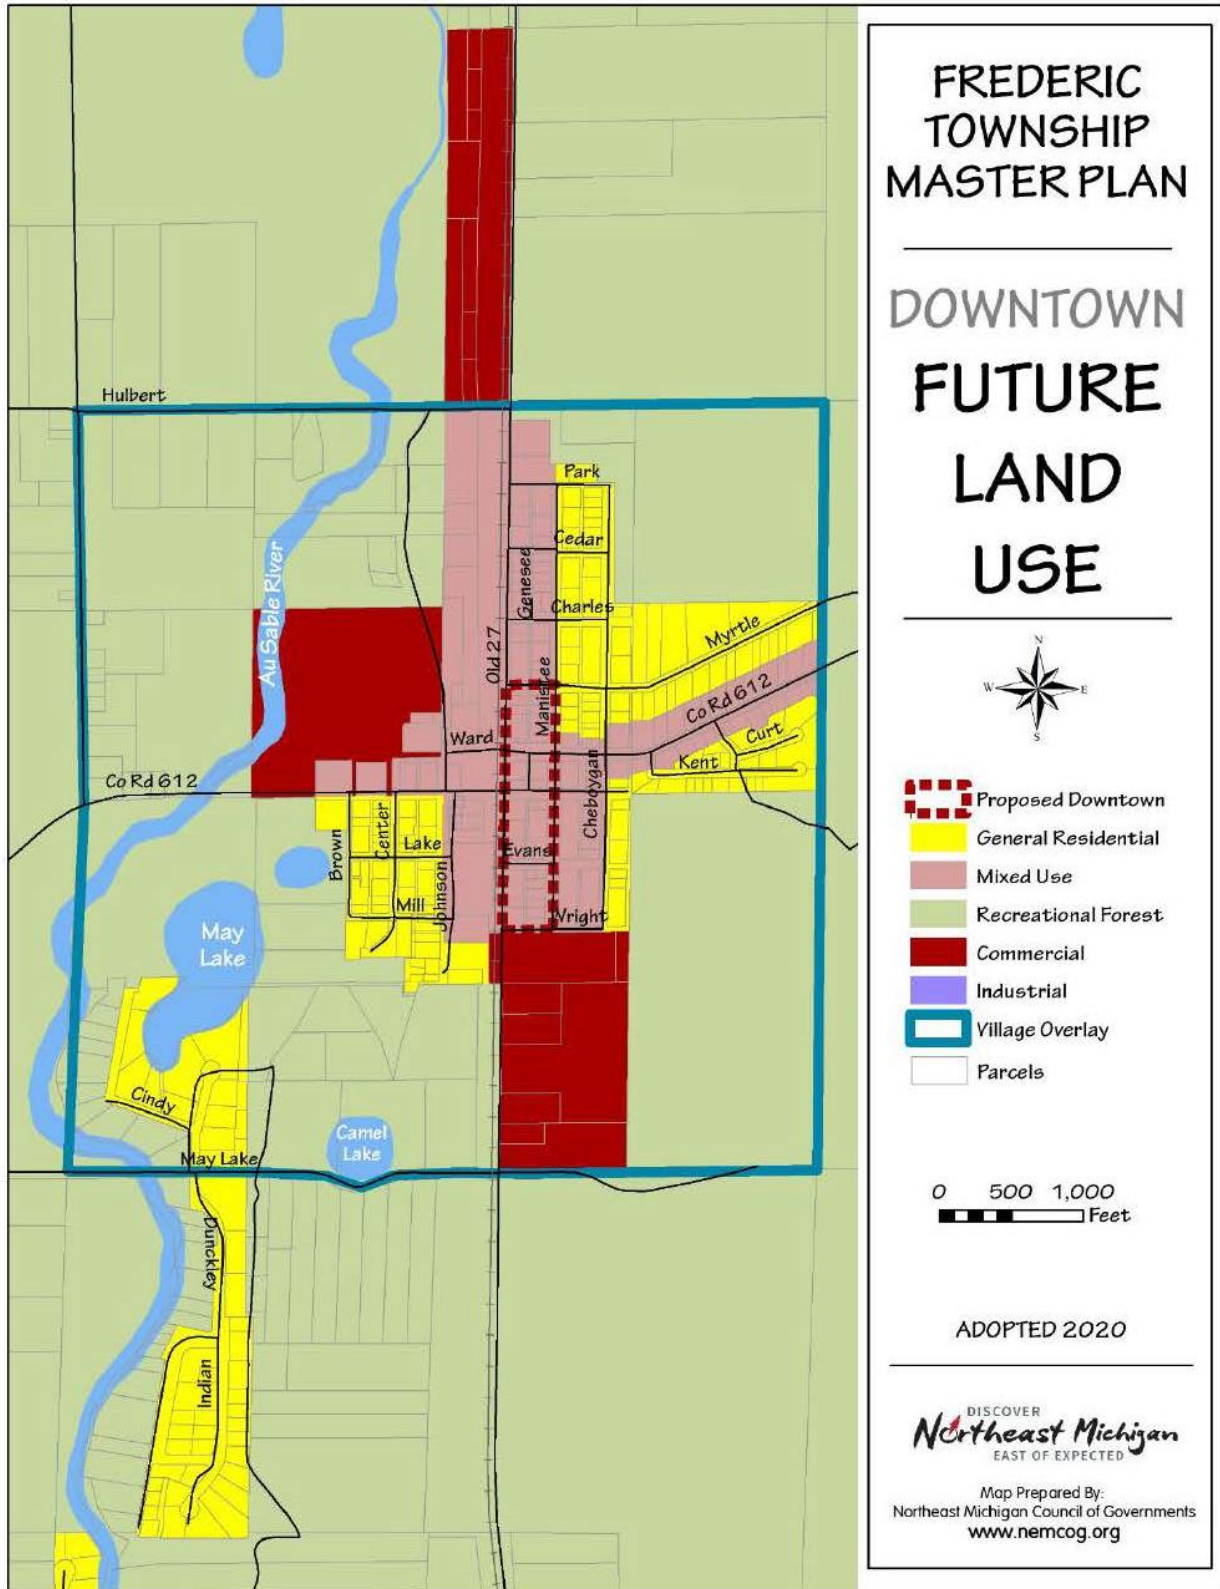 FREDERIC
TOWNSHIP
MASTER PLAN
DOWNTOWN
FUTURE
LAND
USE
N
W
E
S
Proposed Downtown
General Residential
Mixed Use
Recreational Forest
Commercial
Industrial
Village Overlay
Parcels
0 500 1,000
Feet
ADOPTED 2020
DISCOVER
Northeast Michigan
EAST OF EXPECTED
Map Prepared By:
Northeast Michigan Council of Governments
www.nemcog.org
Hulbert
Park
Cedar
Genesee
Charles
Au Sable River
Old 27
Myrtle
Manistee
Co Rd 612
Ward
Curt
Kent
Co Rd 612
Cheboygan
Brown
Center
Lake
Evans
Johnson
Mill
Wright
May
Lake
Cindy
Camel
Lake
May Lake
Dunckley
Indian